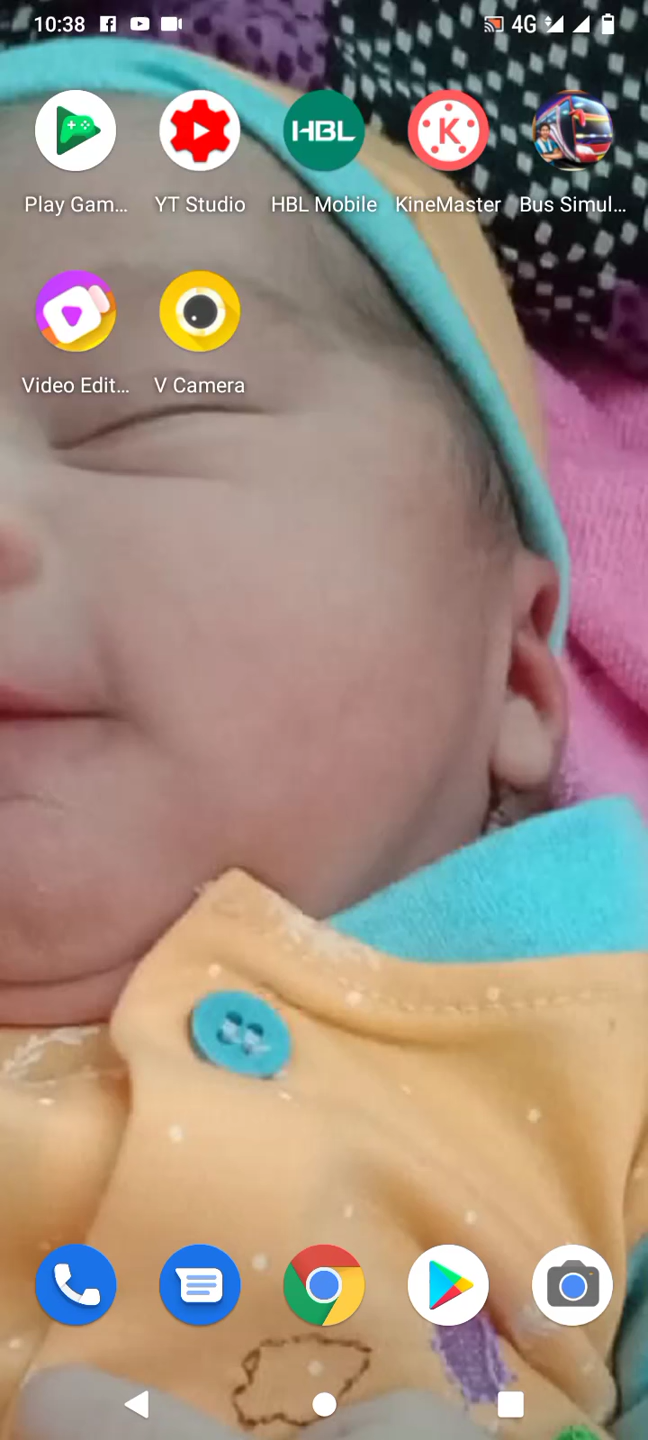 10:38
4G
HBL
K
Play Gam...
YT Studio
HBL Mobile
KineMaster
Bus Simul...
Video Edit...
V Camera